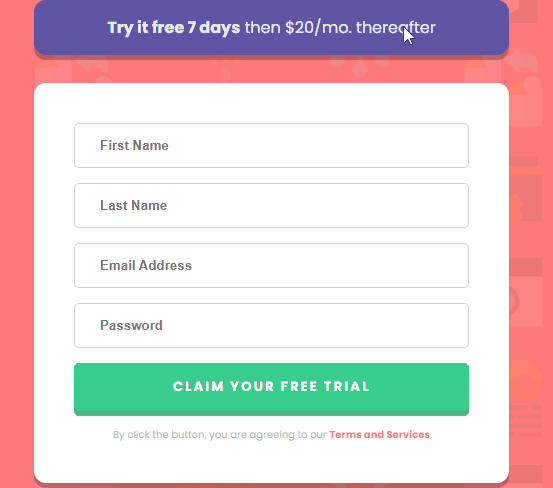 Try it free 7 days then $20/mo. thereafter
First Name
Last Name
Email Address
Password
CLAIM YOUR FREE TRIAL
By click the button, you are agreeing to our Terms and Services